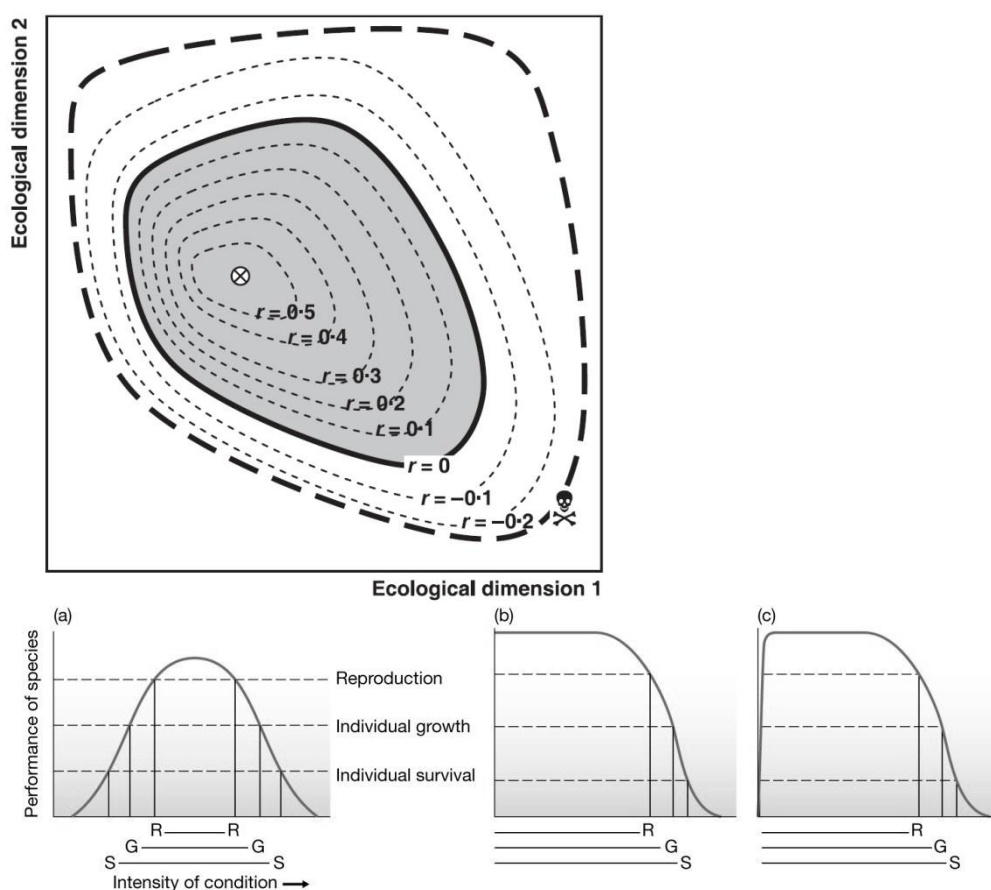 Ecological dimension 2
r = 0·5
r = 0·4
r = 0·3
r = 0·2
r = 0·1
r = 0
r = −0·1
r = −0·2
Ecological dimension 1
(a)
Performance of species
Reproduction
Individual growth
Individual survival
R R
G G
S S
Intensity of condition
(b)
R
G
S
(c)
R
G
S